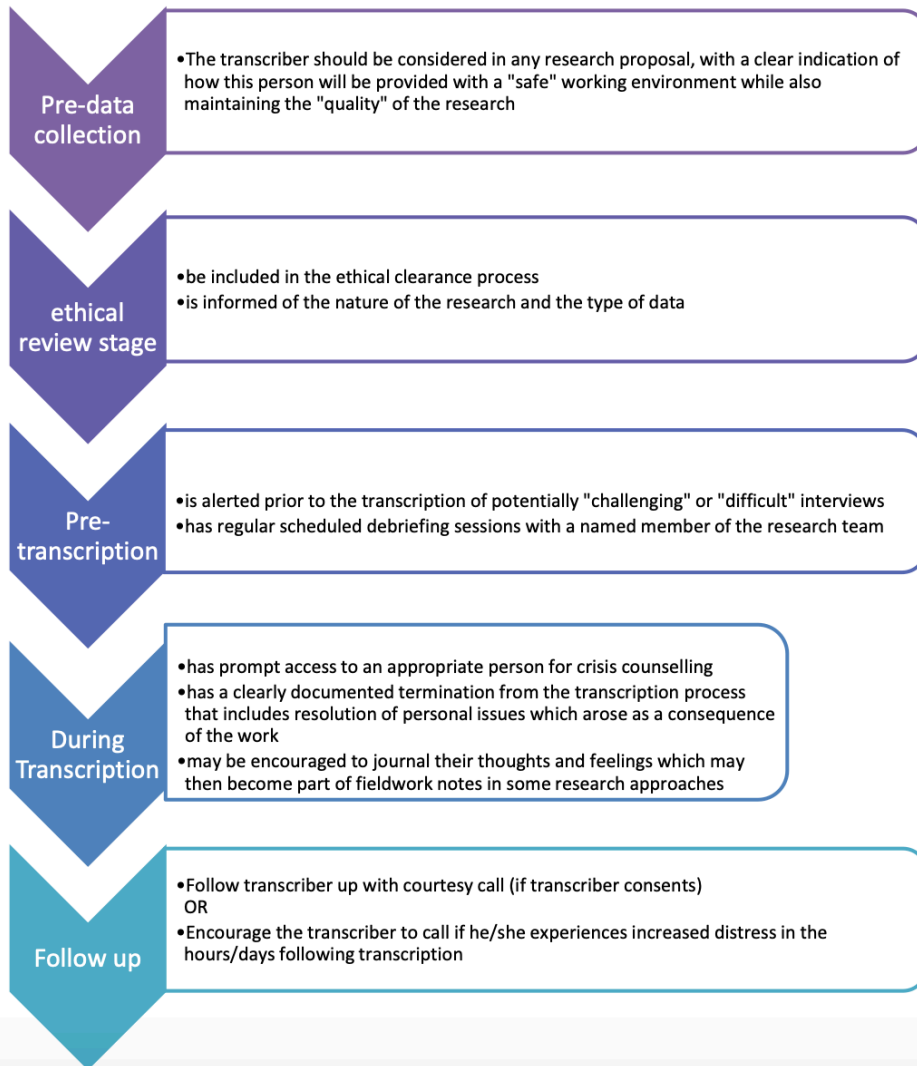 Pre-data
collection
•The transcriber should be considered in any research proposal, with a clear indication of
how this person will be provided with a "safe" working environment while also
maintaining the "quality" of the research
ethical
review stage
•be included in the ethical clearance process
•is informed of the nature of the research and the type of data
Pre-
transcription
•is alerted prior to the transcription of potentially "challenging" or "difficult" interviews
•has regular scheduled debriefing sessions with a named member of the research team
During
Transcription
•has prompt access to an appropriate person for crisis counselling
•has a clearly documented termination from the transcription process
that includes resolution of personal issues which arose as a consequence
of the work
•may be encouraged to journal their thoughts and feelings which may
then become part of fieldwork notes in some research approaches
Follow up
•Follow transcriber up with courtesy call (if transcriber consents)
OR
•Encourage the transcriber to call if he/she experiences increased distress in the
hours/days following transcription